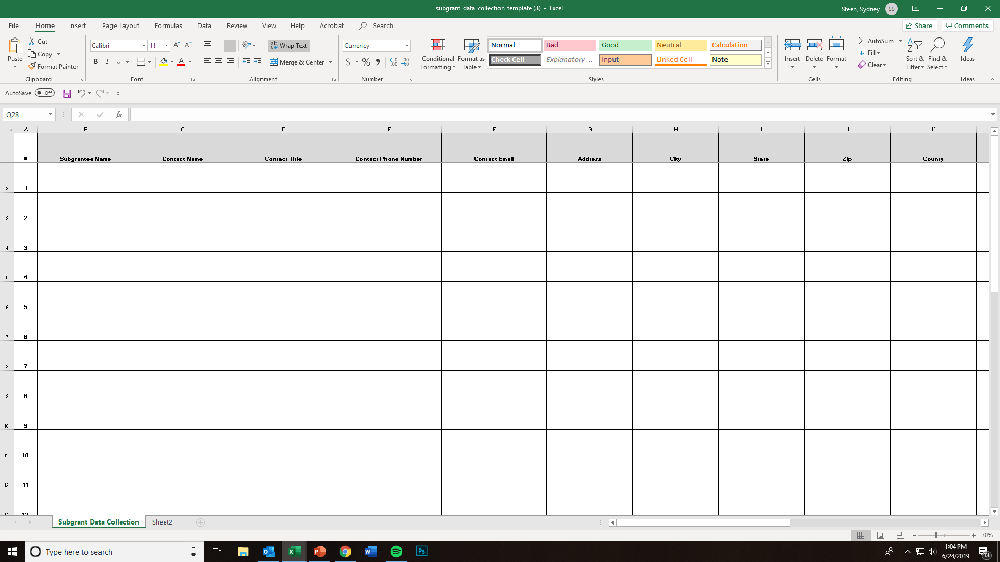 subgrant_data_collection_template (3) - Excel
Steen, Sydney SS
File Home Insert Page Layout Formulas Data Review View Help Acrobat Search Share Comments
Paste Cut Copy Format Painter Clipboard
Calibri 11 A A B I U A Font
ab Wrap Text Merge & Center Alignment
Currency $ % , .00 .0 Number
Conditional Formatting Format as Table
Normal Bad Good Neutral Calculation
Check Cell Explanatory ... Input Linked Cell Note
Styles
Insert Delete Format Cells
AutoSum Fill Clear Sort & Filter Find & Select Editing
Ideas Ideas
AutoSave Off
Q28 fx
A B C D E F G H I J K
1 # Subgrantee Name Contact Name Contact Title Contact Phone Number Contact Email Address City State Zip County
2 1
3 2
4 3
5 4
6 5
7 6
8 7
9 8
10 9
11 10
12 11
13 12
Subgrant Data Collection Sheet2
70%
Type here to search
1:04 PM
6/24/2019
13